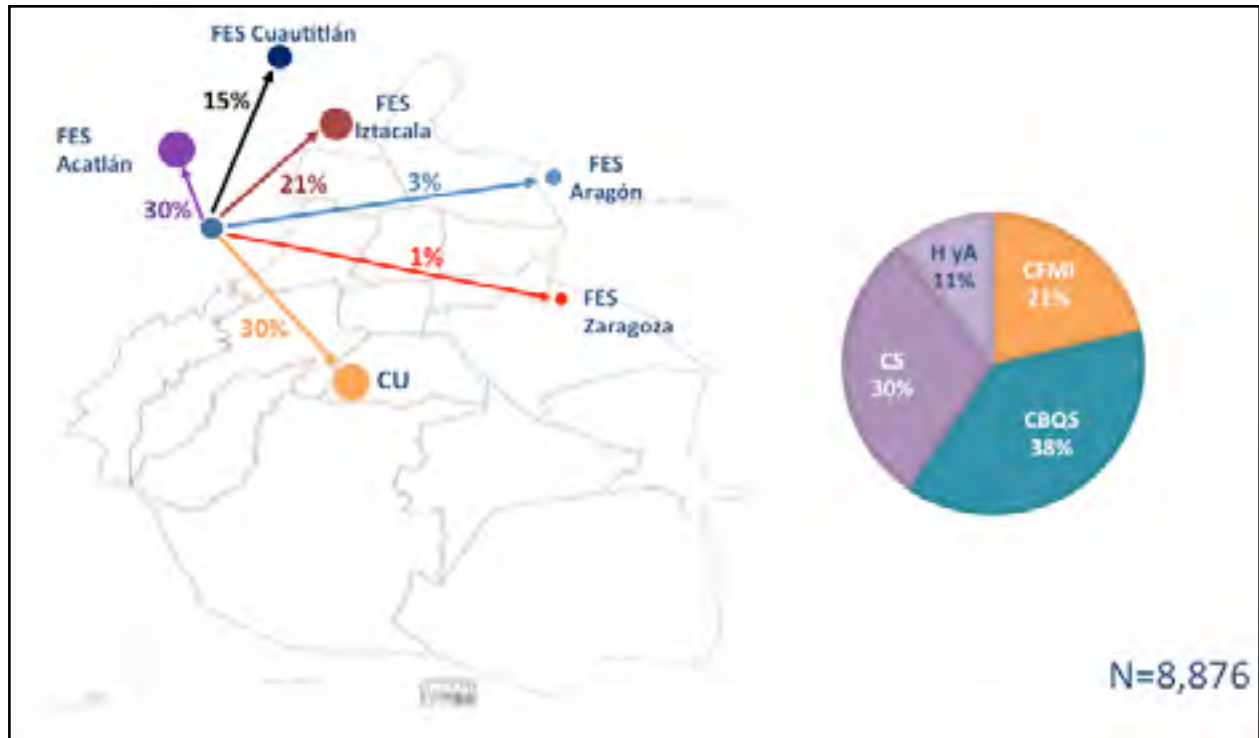 FES Cuautitlán
15%
FES
Iztacala
FES
Acatlán
21%
30%
3%
FES
Aragón
1%
FES
Zaragoza
30%
CU
H yA
11%
CFMI
21%
CS
30%
CBQS
38%
N=8,876